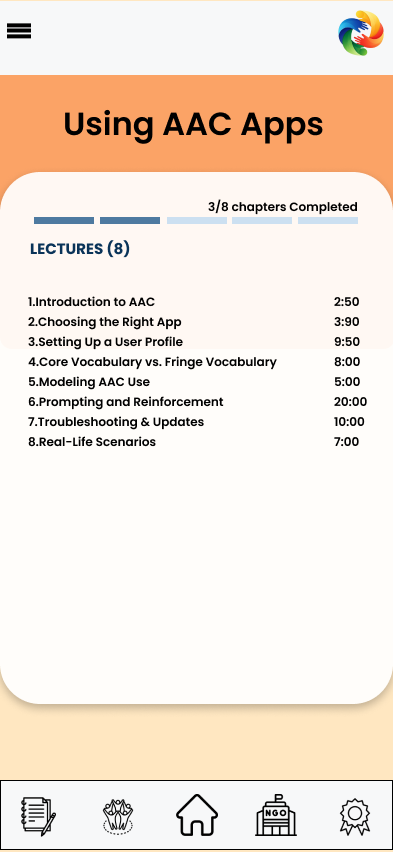 Using AAC Apps
3/8 chapters Completed
LECTURES (8)
1.Introduction to AAC 2:50
2.Choosing the Right App 3:90
3.Setting Up a User Profile 9:50
4.Core Vocabulary vs. Fringe Vocabulary 8:00
5.Modeling AAC Use 5:00
6.Prompting and Reinforcement 20:00
7.Troubleshooting & Updates 10:00
8.Real-Life Scenarios 7:00
NGO